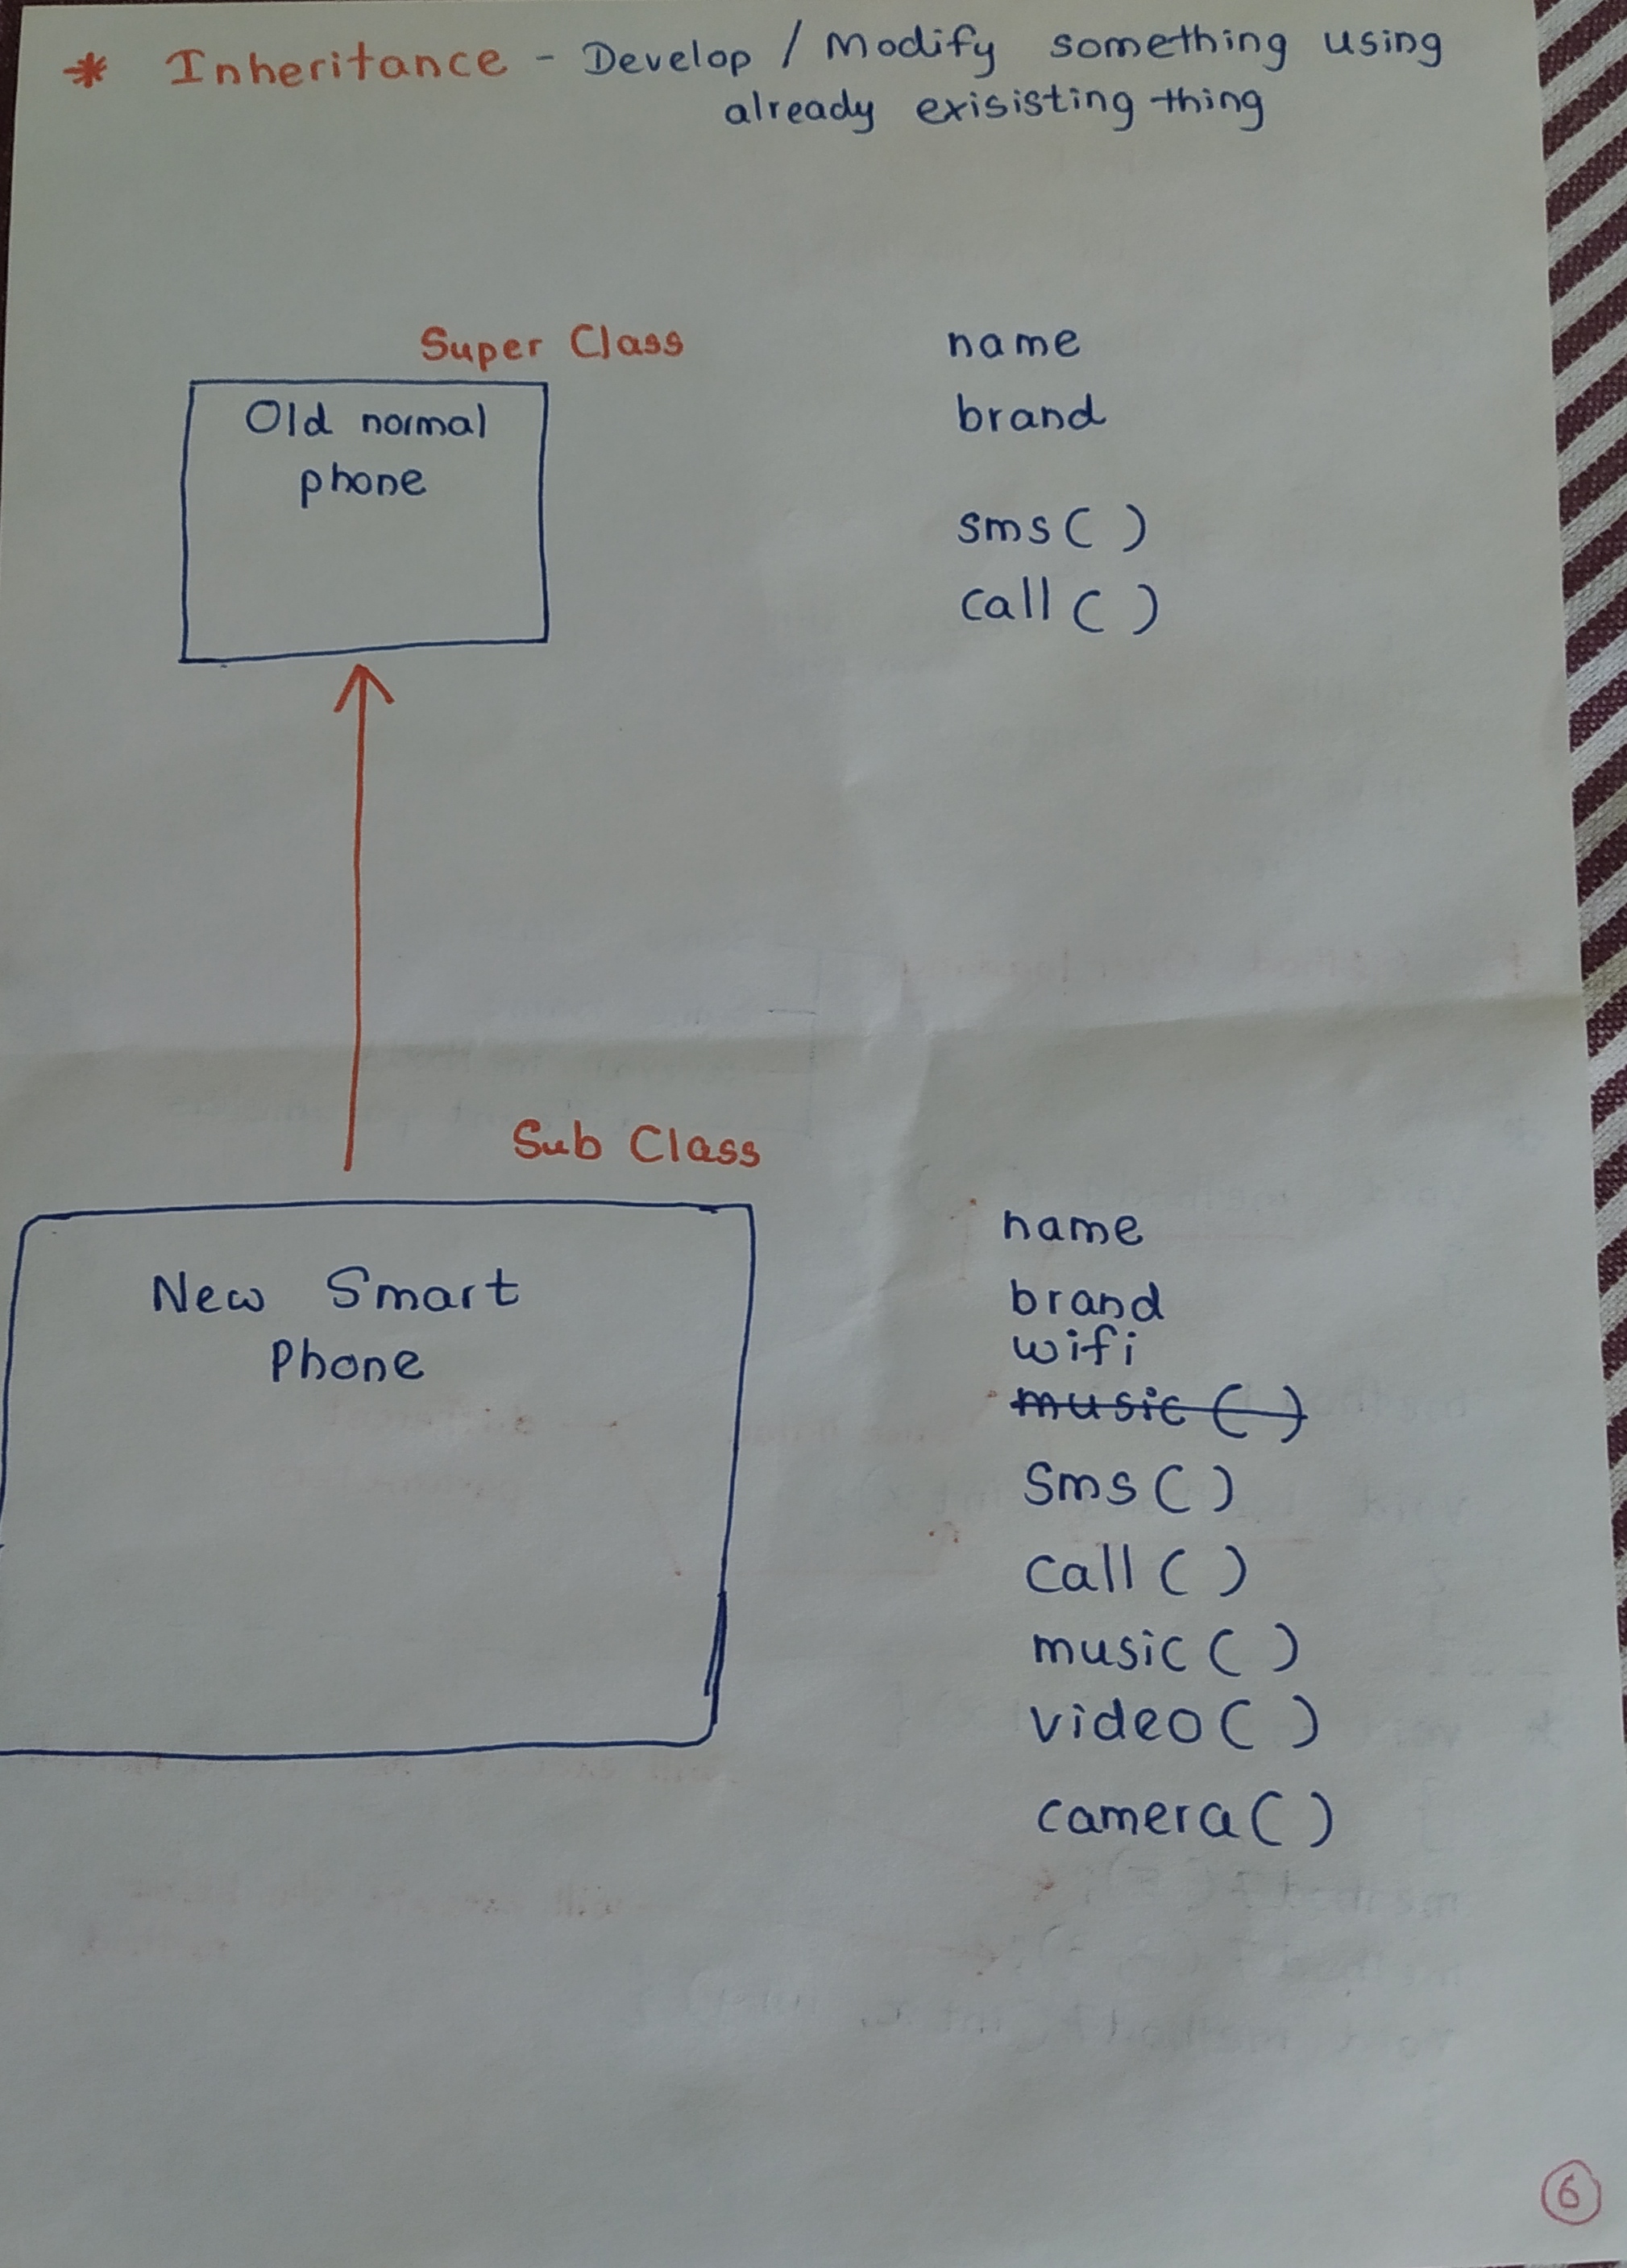 * Inheritance - Develop / Modify something using
already exisisting thing
Super Class
Old normal
phone
name
brand
sms ( )
call ( )
Sub Class
New Smart
Phone
name
brand
wifi
music ( )
Sms ( )
call ( )
music ( )
video ( )
camera ( )
6